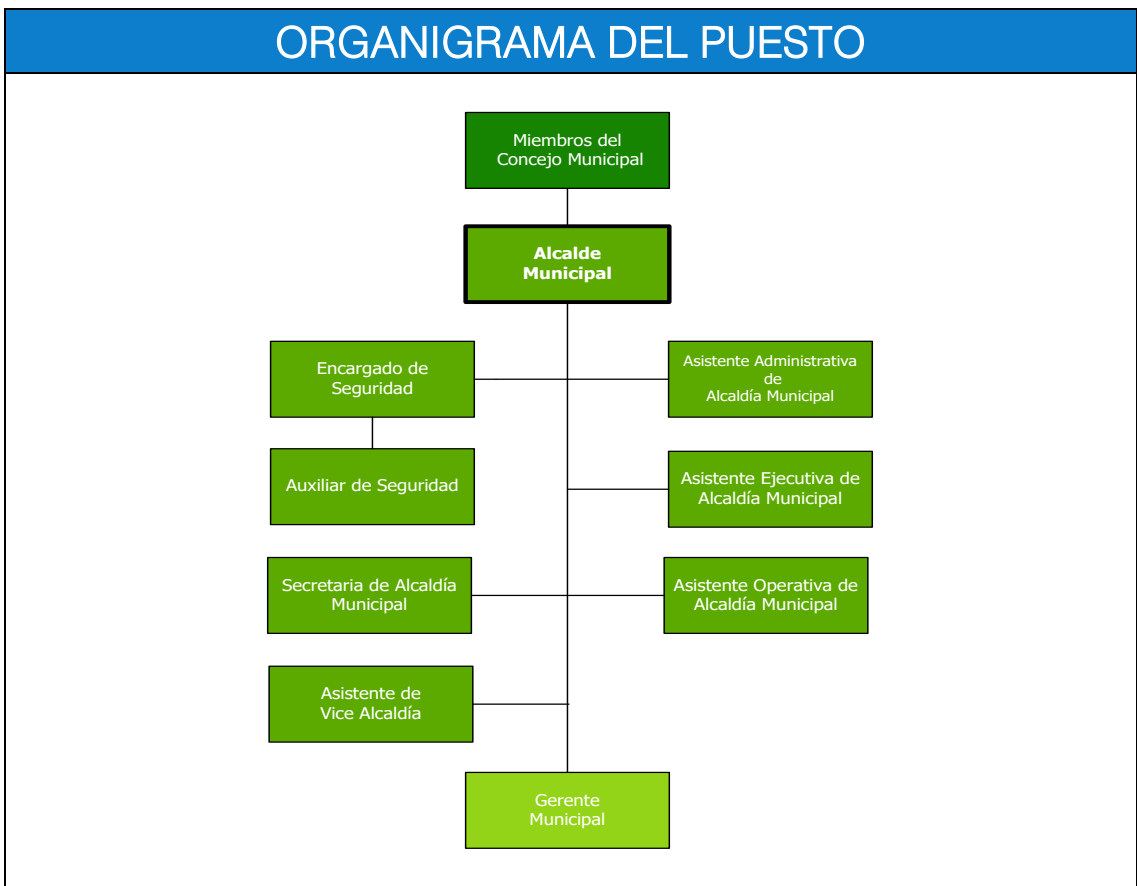 ORGANIGRAMA DEL PUESTO
Miembros del
Concejo Municipal
Alcalde
Municipal
Encargado de
Seguridad
Asistente Administrativa
de
Alcaldía Municipal
Auxiliar de Seguridad
Asistente Ejecutiva de
Alcaldía Municipal
Secretaria de Alcaldía
Municipal
Asistente Operativa de
Alcaldía Municipal
Asistente de
Vice Alcaldía
Gerente
Municipal